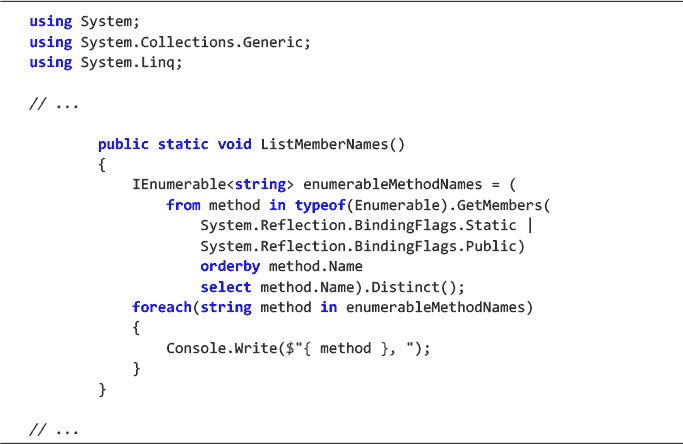 using System;
using System.Collections.Generic;
using System.Linq;
// ...
public static void ListMemberNames()
{
IEnumerable<string> enumerableMethodNames = (
from method in typeof(Enumerable).GetMembers(
System.Reflection.BindingFlags.Static |
System.Reflection.BindingFlags.Public)
orderby method.Name
select method.Name).Distinct();
foreach(string method in enumerableMethodNames)
{
Console.Write($"{ method }, ");
}
}
// ...